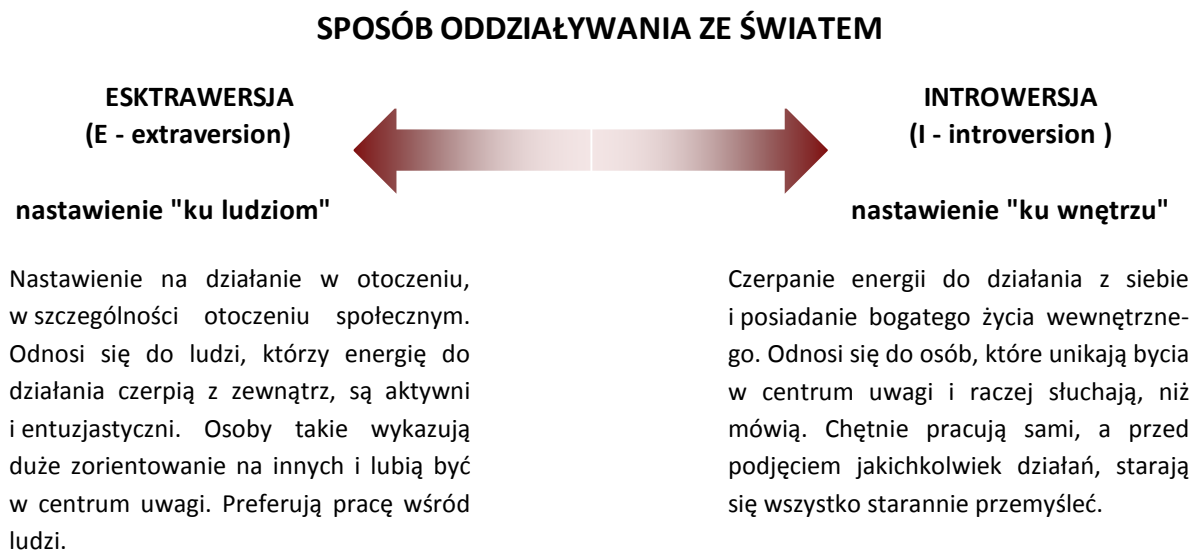 SPOSÓB ODDZIAŁYWANIA ZE ŚWIATEM
ESKTRAWERSJA
(E - extraversion)
nastawienie "ku ludziom"
Nastawienie na działanie w otoczeniu,
w szczególności otoczeniu społecznym.
Odnosi się do ludzi, którzy energię do
działania czerpią z zewnątrz, są aktywni
i entuzjastyczni. Osoby takie wykazują
duże zorientowanie na innych i lubią być
w centrum uwagi. Preferują pracę wśród
ludzi.
INTROWERSJA
(I - introversion )
nastawienie "ku wnętrzu"
Czerpanie energii do działania z siebie
i posiadanie bogatego życia wewnętrzne-
go. Odnosi się do osób, które unikają bycia
w centrum uwagi i raczej słuchają, niż
mówią. Chętnie pracują sami, a przed
podjęciem jakichkolwiek działań, starają
się wszystko starannie przemyśleć.